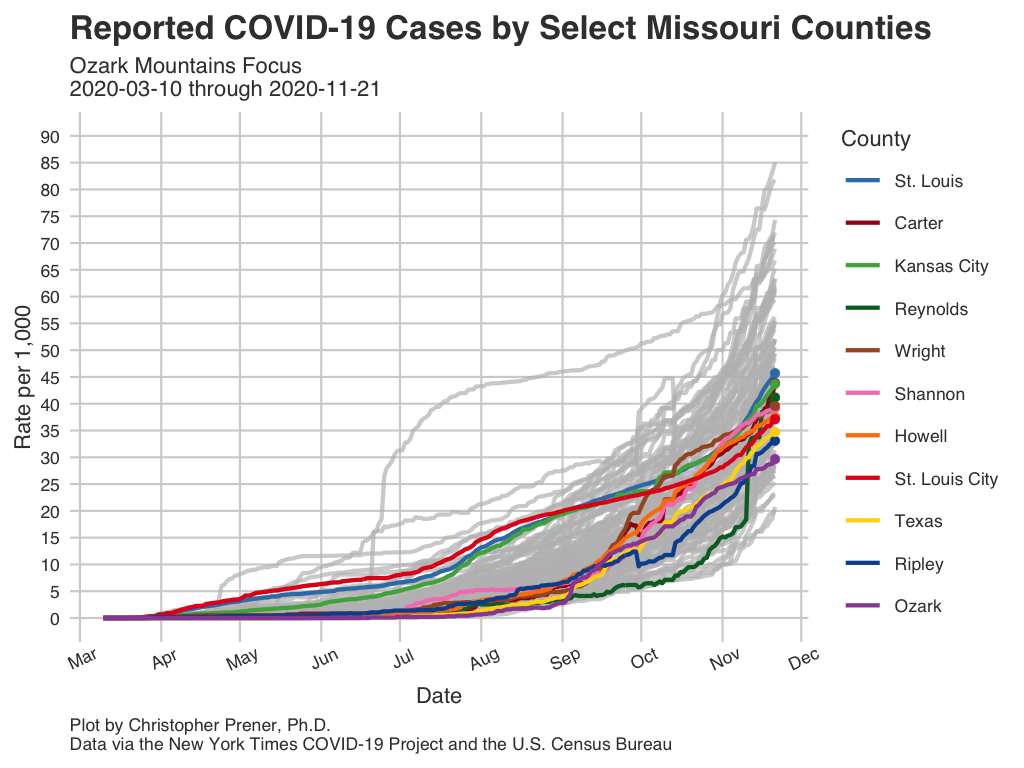 Reported COVID-19 Cases by Select Missouri Counties
Ozark Mountains Focus
2020-03-10 through 2020-11-21
Rate per 1,000
90
85
80
75
70
65
60
55
50
45
40
35
30
25
20
15
10
5
0
Mar
Apr
May
Jun
Jul
Aug
Sep
Oct
Nov
Dec
Date
County
St. Louis
Carter
Kansas City
Reynolds
Wright
Shannon
Howell
St. Louis City
Texas
Ripley
Ozark
Plot by Christopher Prener, Ph.D.
Data via the New York Times COVID-19 Project and the U.S. Census Bureau